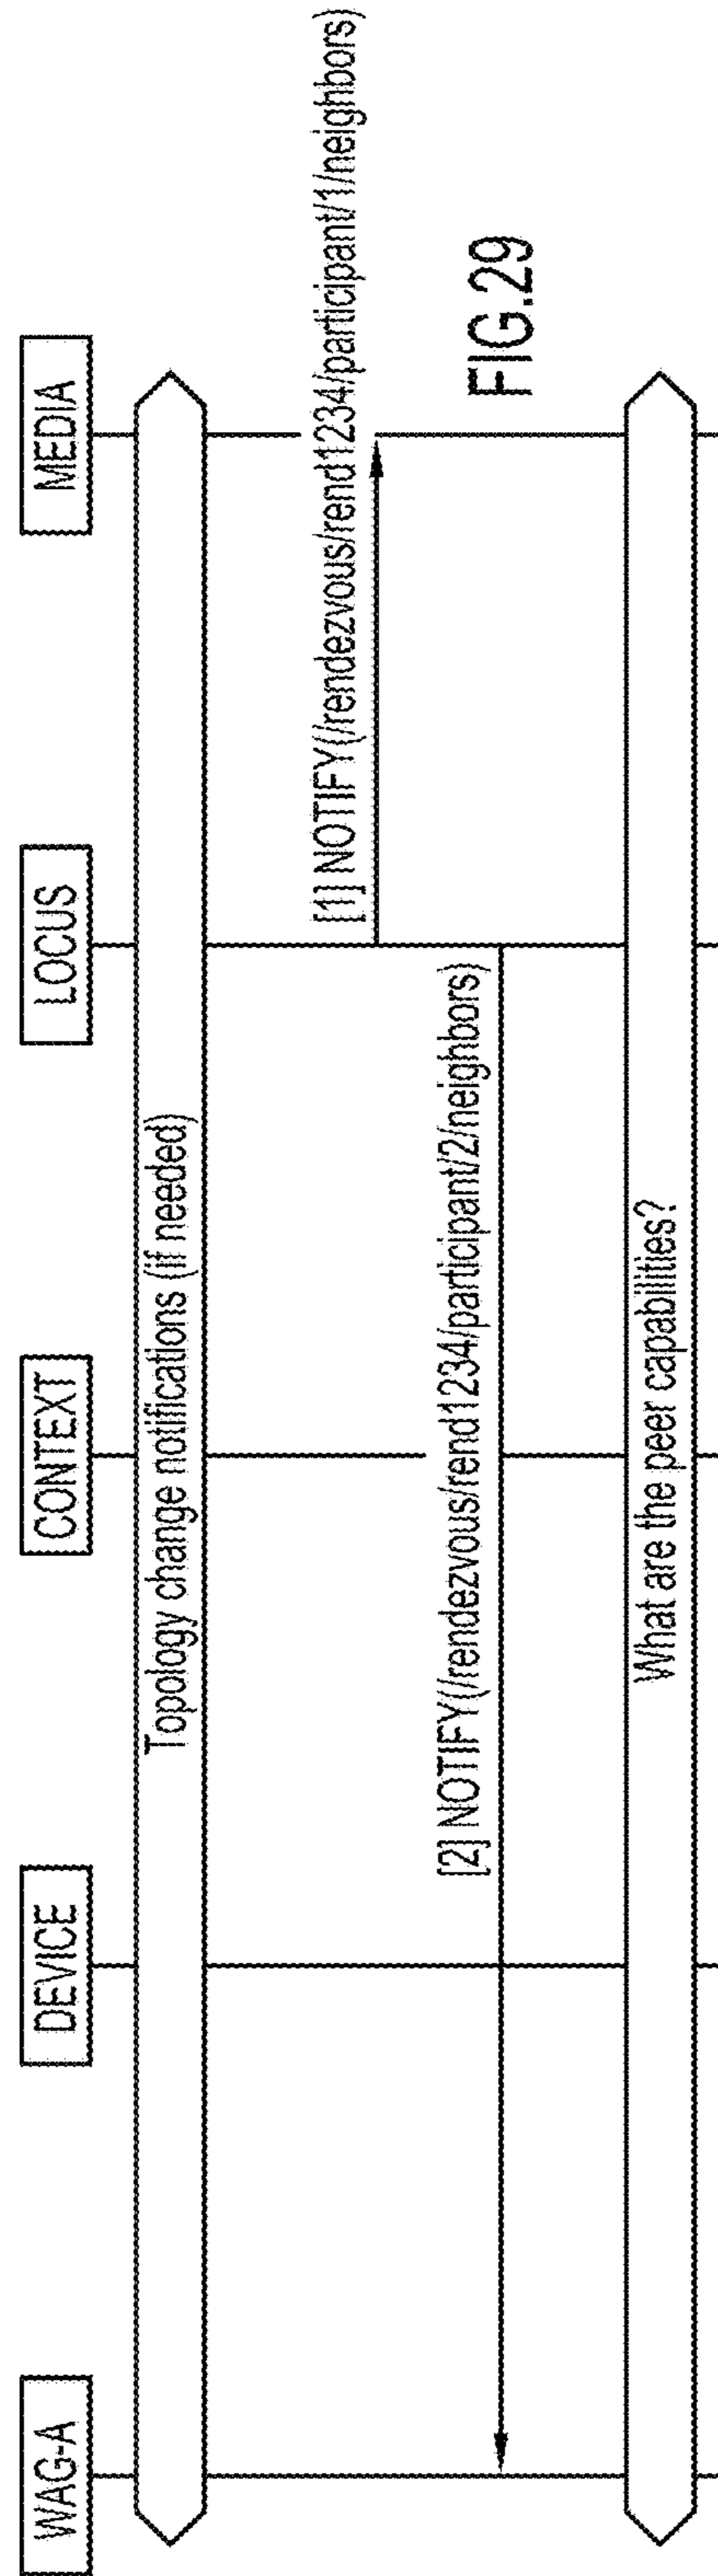 WAG-A
DEVICE
CONTEXT
LOCUS
MEDIA
Topology change notifications (if needed)
[1] NOTIFY(/rendezvous/rend1234/participant/1/neighbors)
[2] NOTIFY(/rendezvous/rend1234/participant/2/neighbors)
FIG.29
What are the peer capabilities?